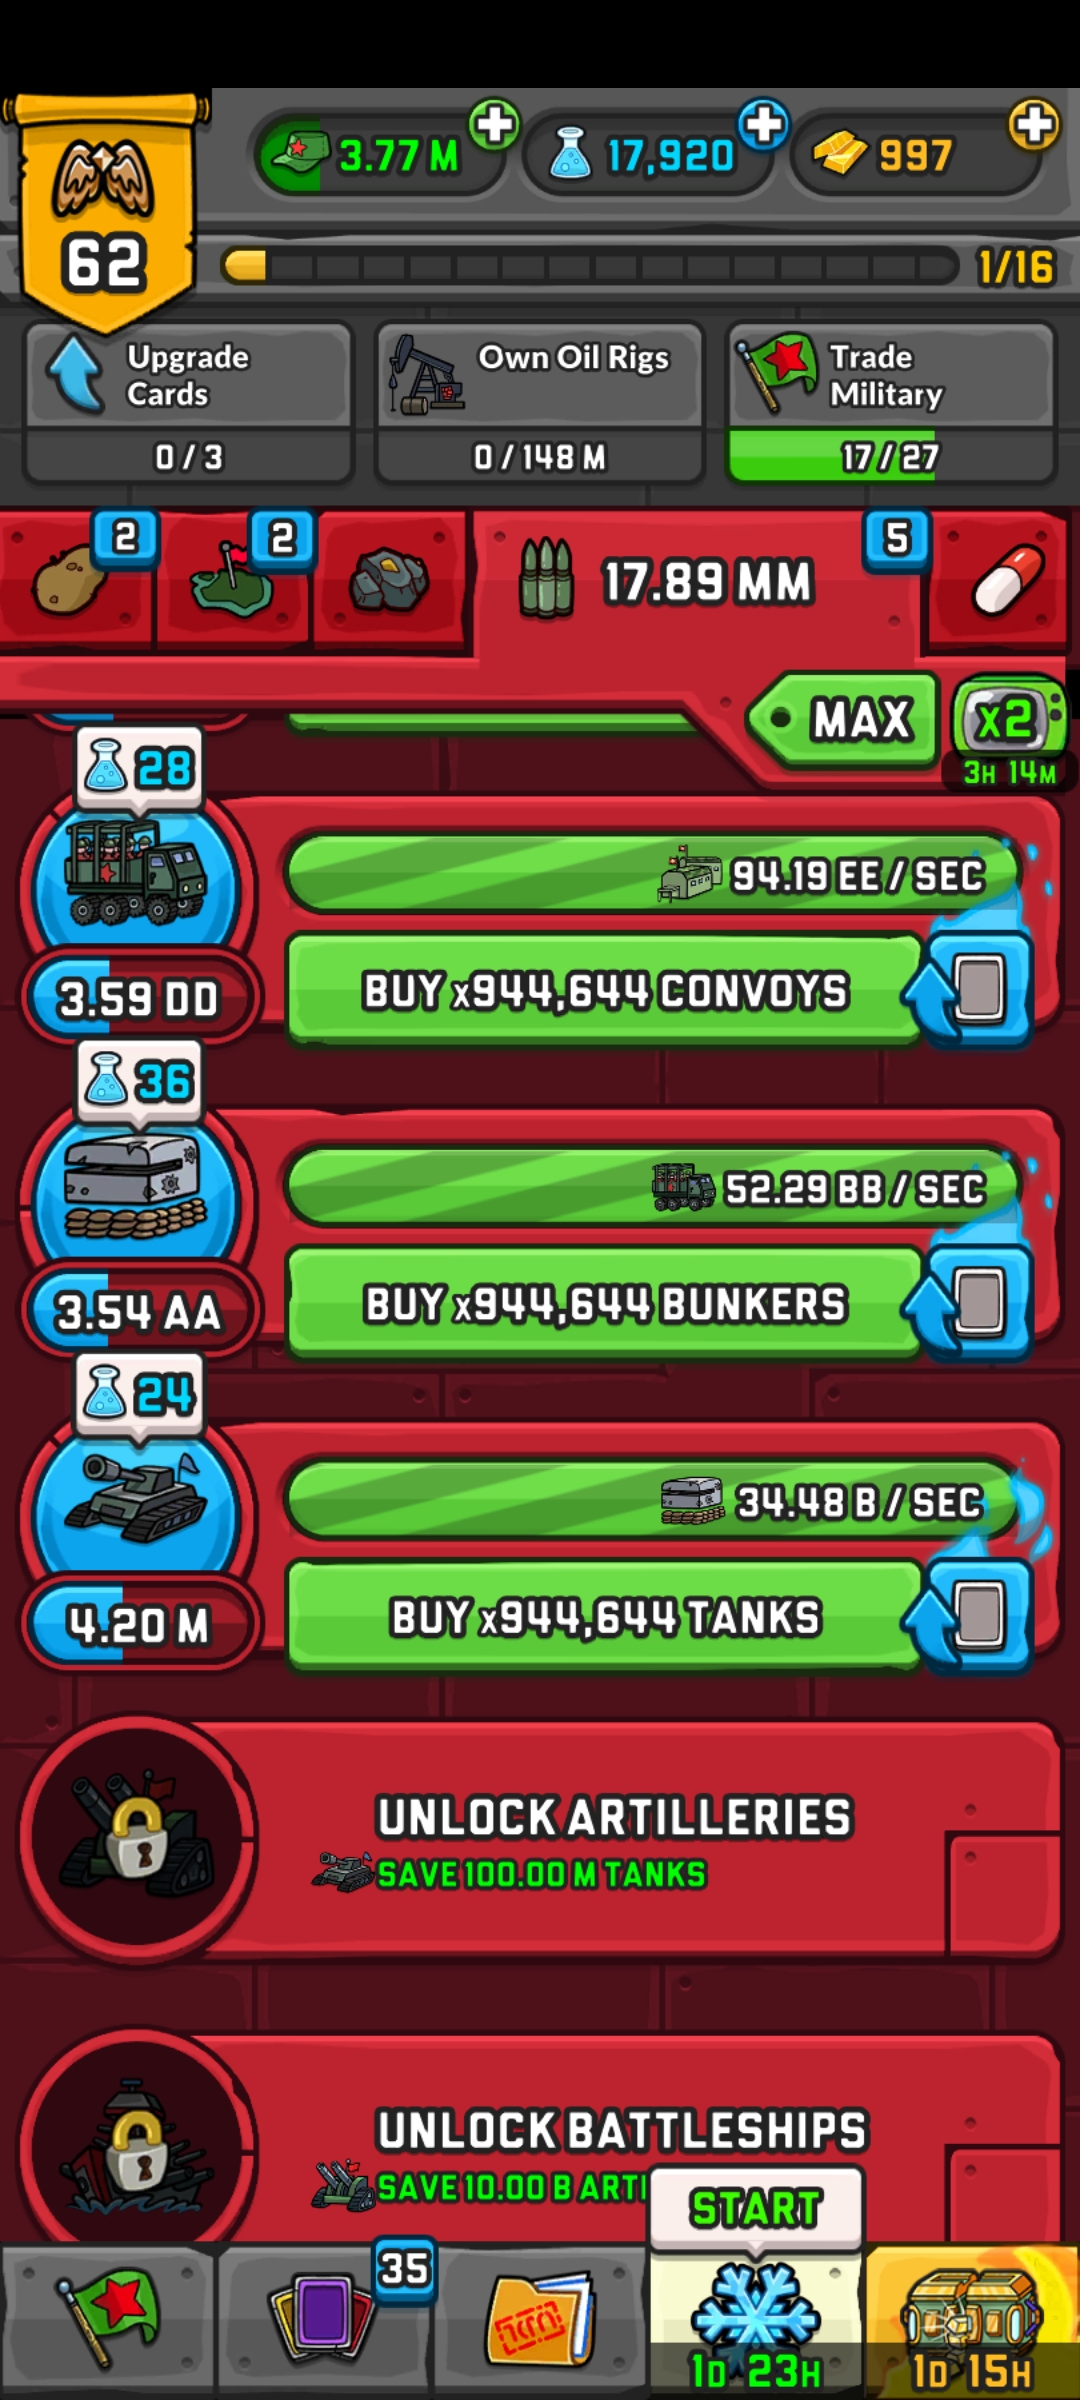 3.77 M
17,920
997
62
1/16
Upgrade
Cards
0 / 3
Own Oil Rigs
0 / 148 M
Trade
Military
17 / 27
2
2
17.89 MM
5
MAX
x2
3H 14M
28
94.19 EE / SEC
BUY x944,644 CONVOYS
3.59 DD
36
52.29 BB / SEC
BUY x944,644 BUNKERS
3.54 AA
24
34.48 B / SEC
BUY x944,644 TANKS
4.20 M
UNLOCK ARTILLERIES
SAVE 100.00 M TANKS
UNLOCK BATTLESHIPS
SAVE 10.00 B ARTI
START
35
1D 23H
1D 15H